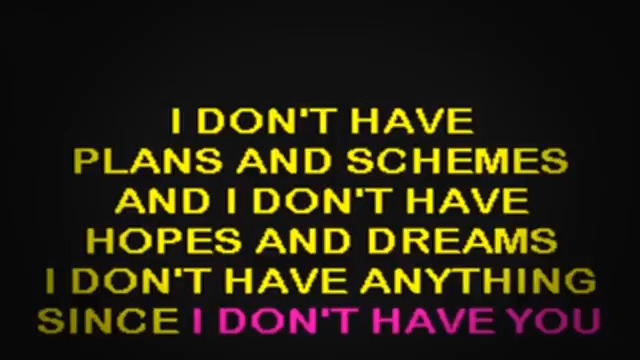 I DON'T HAVE
PLANS AND SCHEMES
AND I DON'T HAVE
HOPES AND DREAMS
I DON'T HAVE ANYTHING
SINCE I DON'T HAVE YOU